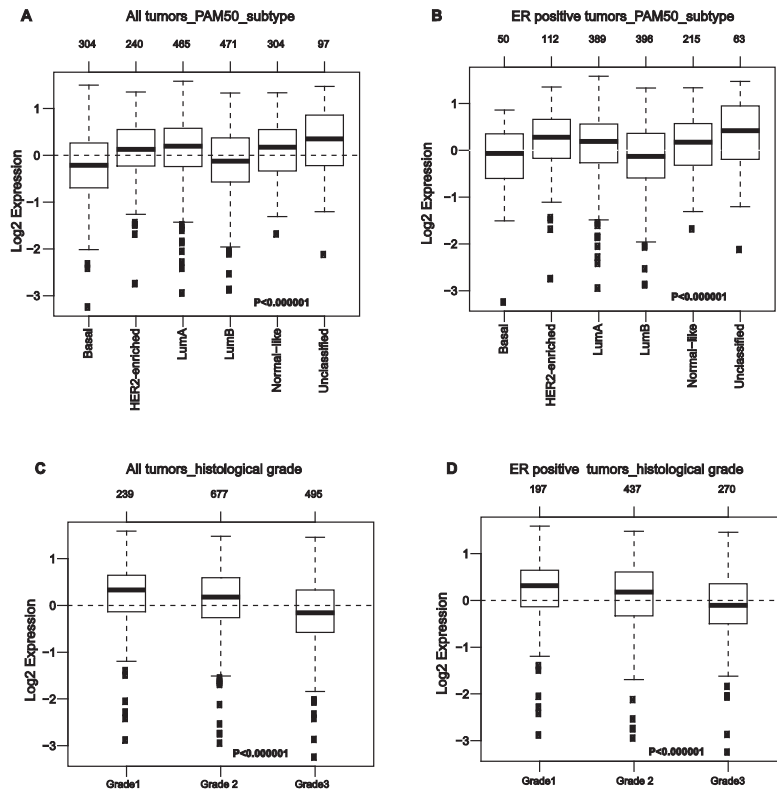 A
All tumors_PAM50_subtype
304 240 465 471 304 97
Log2 Expression
1
0
−1
−2
−3
P<0.000001
Basal
HER2-enriched
LumA
LumB
Normal-like
Unclassified
B
ER positive tumors_PAM50_subtype
50 112 389 396 215 63
Log2 Expression
1
0
−1
−2
−3
P<0.000001
Basal
HER2-enriched
LumA
LumB
Normal-like
Unclassified
C
All tumors_histological grade
239 677 495
Log2 Expression
1
0
−1
−2
−3
P<0.000001
Grade1 Grade 2 Grade3
D
ER positive tumors_histological grade
197 437 270
Log2 Expression
1
0
−1
−2
−3
P<0.000001
Grade1 Grade 2 Grade3